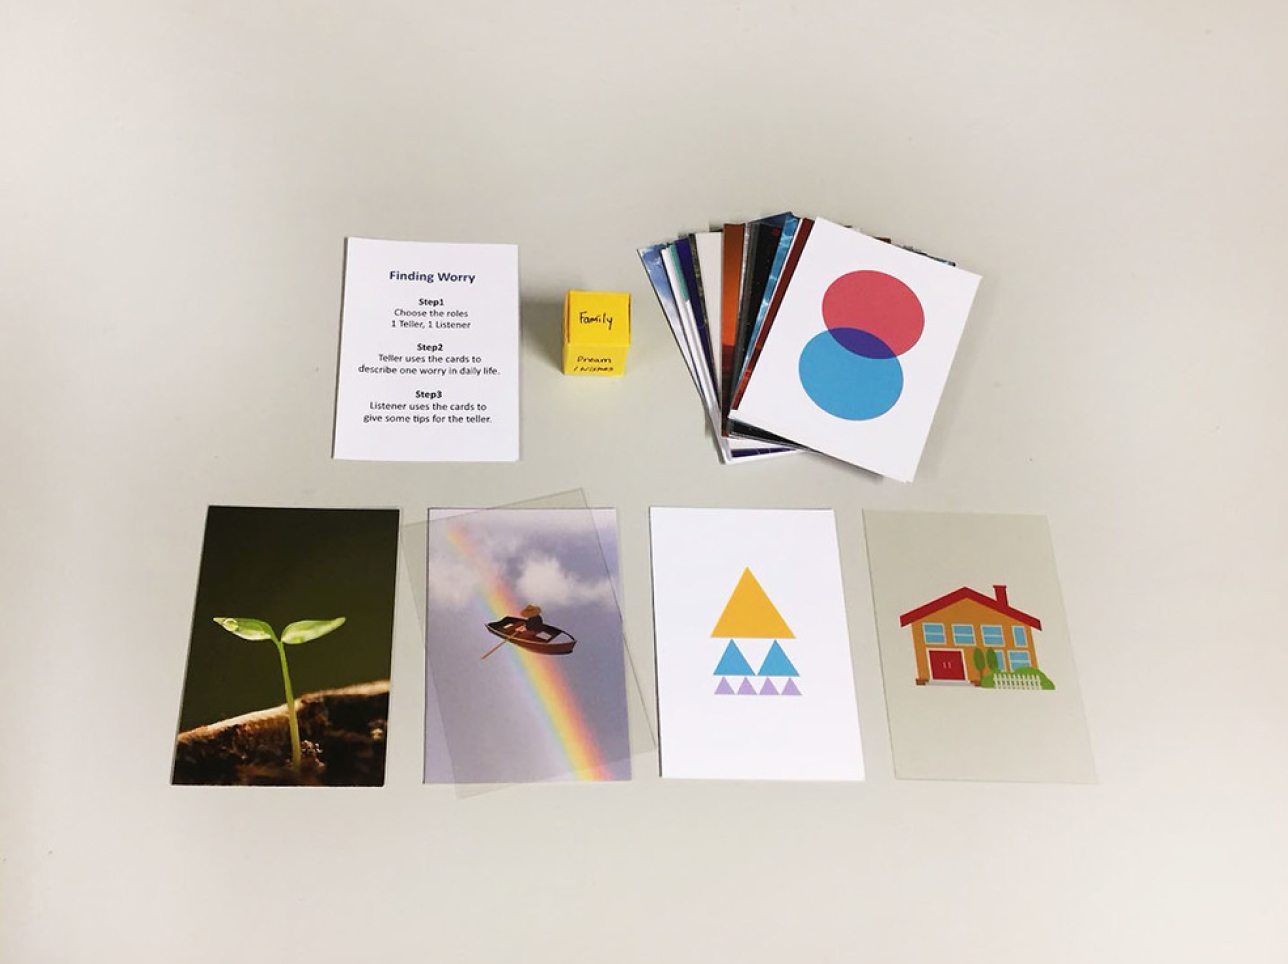 Finding Worry
Step1
Choose the roles
1 Teller, 1 Listener
Step2
Teller uses the cards to
describe one worry in daily life.
Step3
Listener uses the cards to
give some tips for the teller.
Family
Dream